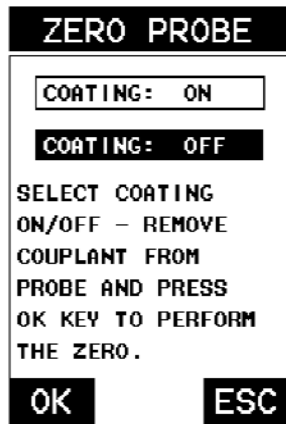 ZERO PROBE
COATING: ON
COATING: OFF
SELECT COATING
ON/OFF – REMOVE
COUPLANT FROM
PROBE AND PRESS
OK KEY TO PERFORM
THE ZERO.
OK ESC